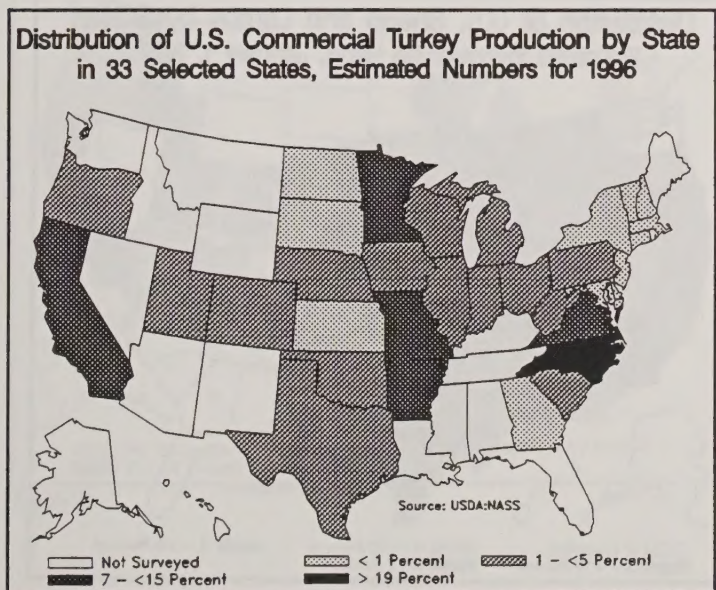 Distribution of U.S. Commercial Turkey Production by State
in 33 Selected States, Estimated Numbers for 1996
Source: USDA:NASS
Not Surveyed
< 1 Percent
1 - <5 Percent
7 - <15 Percent
> 19 Percent